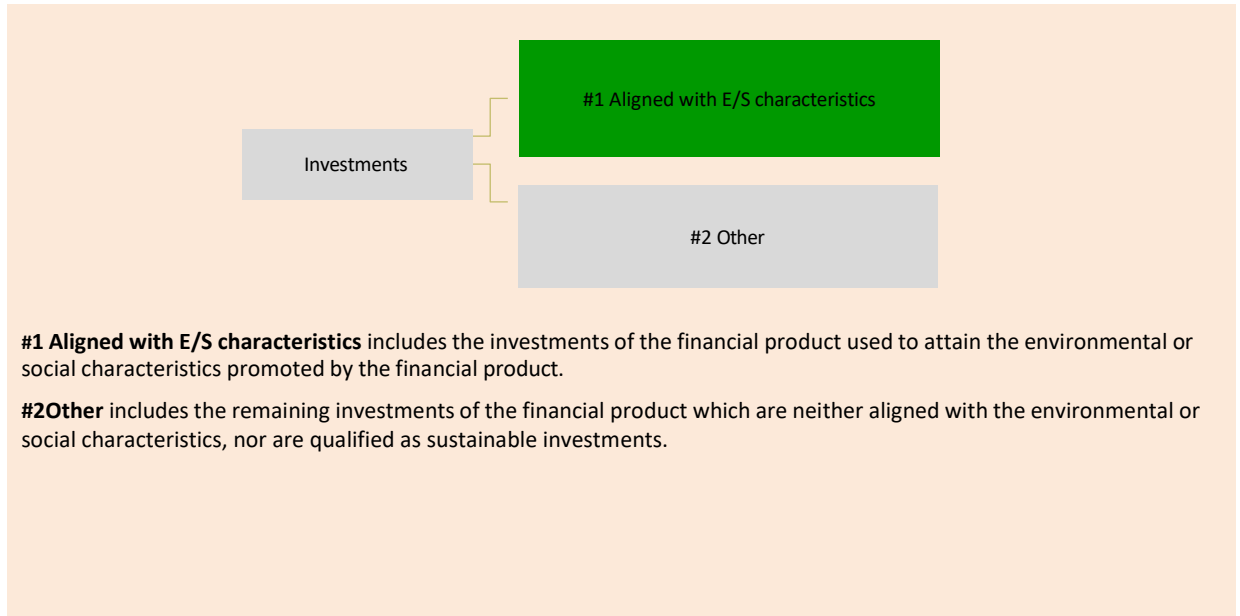 #1 Aligned with E/S characteristics
Investments
#2 Other
#1 Aligned with E/S characteristics includes the investments of the financial product used to attain the environmental or
social characteristics promoted by the financial product.
#2Other includes the remaining investments of the financial product which are neither aligned with the environmental or
social characteristics, nor are qualified as sustainable investments.